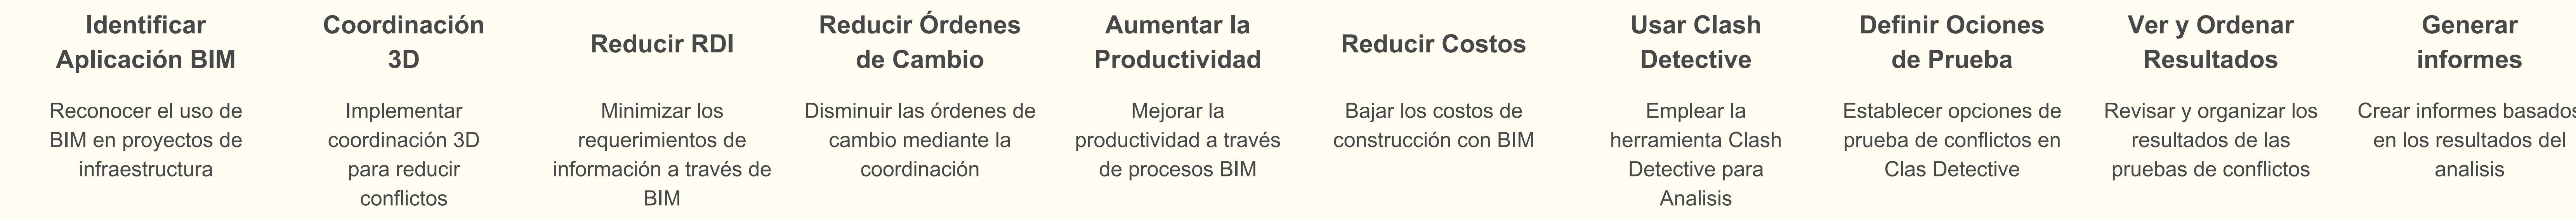 Identificar
Aplicación BIM
Reconocer el uso de
BIM en proyectos de
infraestructura
Coordinación
3D
Implementar
coordinación 3D
para reducir
conflictos
Reducir RDI
Minimizar los
requerimientos de
información a través de
BIM
Reducir Órdenes
de Cambio
Disminuir las órdenes de
cambio mediante la
coordinación
Aumentar la
Productividad
Mejorar la
productividad a través
de procesos BIM
Reducir Costos
Bajar los costos de
construcción con BIM
Usar Clash
Detective
Emplear la
herramienta Clash
Detective para
Analisis
Definir Ociones
de Prueba
Establecer opciones de
prueba de conflictos en
Clas Detective
Ver y Ordenar
Resultados
Revisar y organizar los
resultados de las
pruebas de conflictos
Generar
informes
Crear informes basados
en los resultados del
analisis